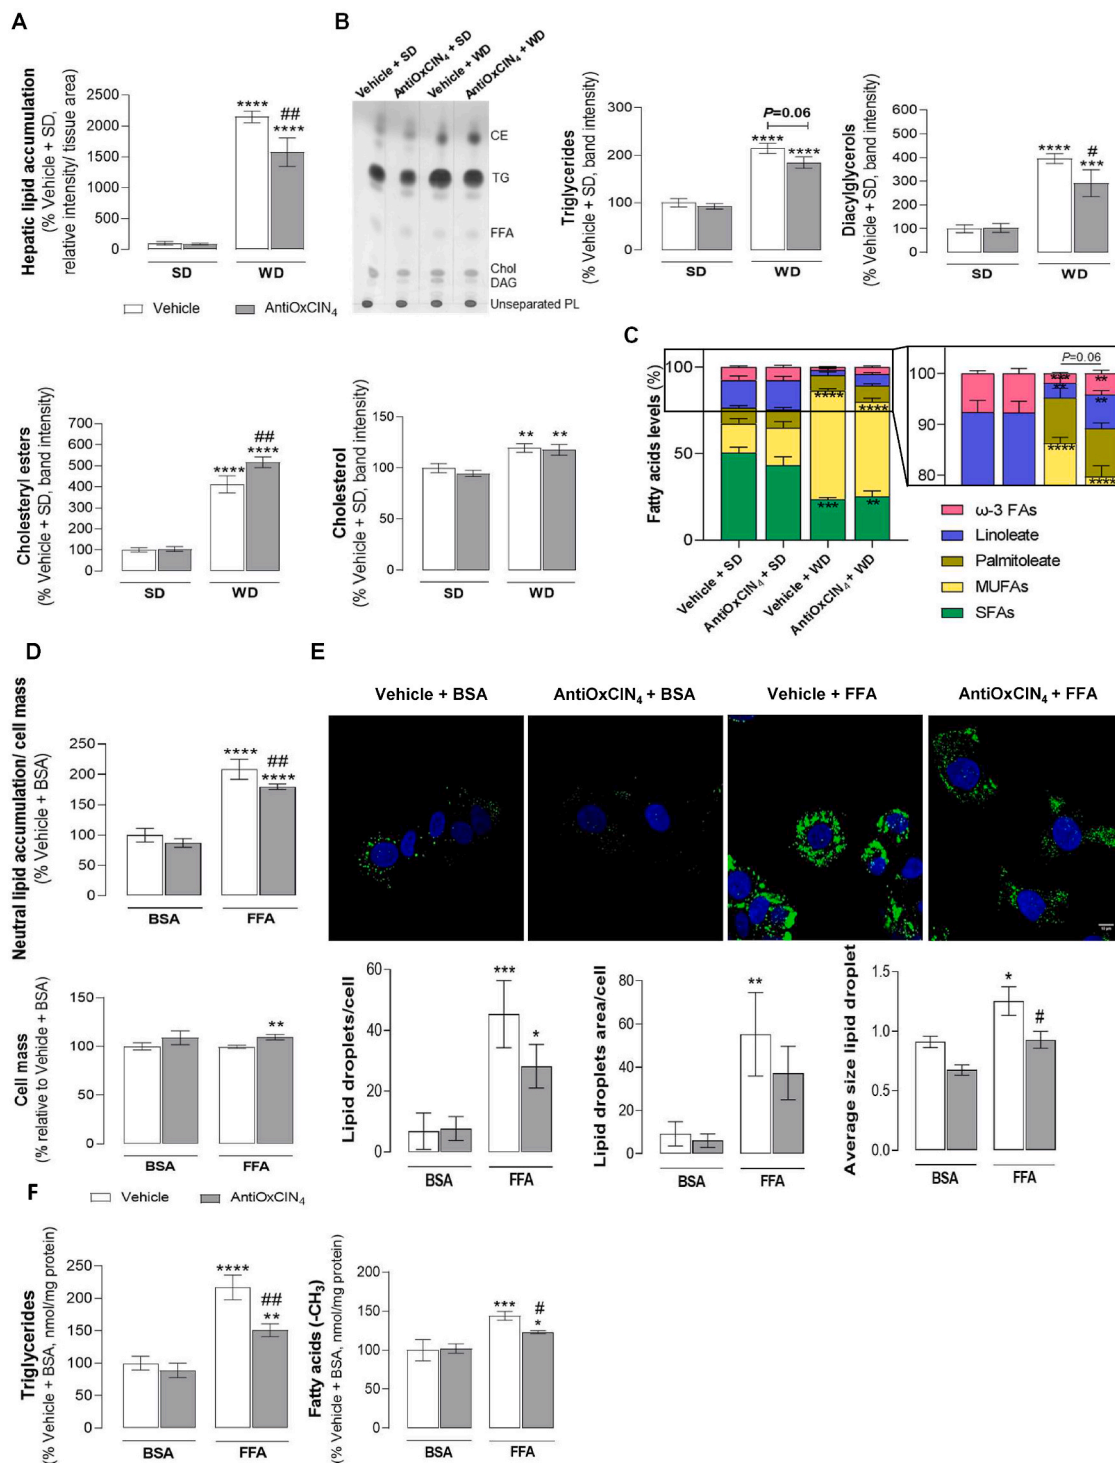 A
Hepatic lipid accumulation
(% Vehicle + SD,
relative intensity/ tissue area)
2500
2000
1500
1000
500
0
****
##
****
SD
WD
Vehicle
AntiOxCIN₄
B
Vehicle + SD
AntiOxCIN₄ + SD
Vehicle + WD
AntiOxCIN₄ + WD
CE
TG
FFA
Chol
DAG
Unseparated PL
Triglycerides
(% Vehicle + SD, band intensity)
300
200
100
0
P=0.06
****
****
SD
WD
Diacylglycerols
(% Vehicle + SD, band intensity)
600
500
400
300
200
100
0
****
#
***
SD
WD
Cholesteryl esters
(% Vehicle + SD, band intensity)
700
600
500
400
300
200
100
0
****
##
****
SD
WD
Cholesterol
(% Vehicle + SD, band intensity)
150
100
50
0
**
**
SD
WD
C
Fatty acids levels (%)
100
50
0
****
****
***
**
Vehicle + SD
AntiOxCIN₄ + SD
Vehicle + WD
AntiOxCIN₄ + WD
P=0.06
100
90
80
***
**
**
**
****
****
ω-3 FAs
Linoleate
Palmitoleate
MUFAs
SFAs
D
Neutral lipid accumulation/ cell mass
(% Vehicle + BSA)
250
200
150
100
50
0
****
##
****
BSA
FFA
Cell mass
(% relative to Vehicle + BSA)
150
100
50
0
**
BSA
FFA
Vehicle
AntiOxCIN₄
E
Vehicle + BSA
AntiOxCIN₄ + BSA
Vehicle + FFA
AntiOxCIN₄ + FFA
Lipid droplets/cell
60
40
20
0
***
*
BSA
FFA
Lipid droplets area/cell
80
60
40
20
0
**
BSA
FFA
Average size lipid droplet
1.5
1.0
0.5
0.0
*
#
BSA
FFA
F
Triglycerides
(% Vehicle + BSA, nmol/mg protein)
250
200
150
100
50
0
****
##
**
BSA
FFA
Fatty acids (-CH₃)
(% Vehicle + BSA, nmol/mg protein)
200
150
100
50
0
***
#
*
BSA
FFA